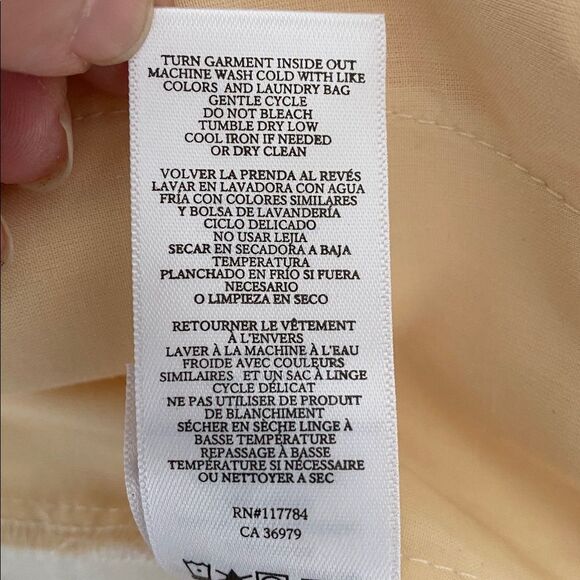 TURN GARMENT INSIDE OUT
MACHINE WASH COLD WITH LIKE
COLORS AND LAUNDRY BAG
GENTLE CYCLE
DO NOT BLEACH
TUMBLE DRY LOW
COOL IRON IF NEEDED
OR DRY CLEAN
VOLVER LA PRENDA AL REVÉS
LAVAR EN LAVADORA CON AGUA
FRÍA CON COLORES SIMILARES
Y BOLSA DE LAVANDERÍA
CICLO DELICADO
NO USAR LEJIA
SECAR EN SECADORA A BAJA
TEMPERATURA
PLANCHADO EN FRÍO SI FUERA
NECESARIO
O LIMPIEZA EN SECO
RETOURNER LE VÊTEMENT
À L'ENVERS
LAVER À LA MACHINE À L'EAU
FROIDE AVEC COULEURS
SIMILAIRES ET UN SAC À LINGE
CYCLE DÉLICAT
NE PAS UTILISER DE PRODUIT
DE BLANCHIMENT
SÉCHER EN SÈCHE LINGE À
BASSE TEMPÉRATURE
REPASSAGE À BASSE
TEMPÉRATURE SI NÉCESSAIRE
OU NETTOYER A SEC
RN#117784
CA 36979